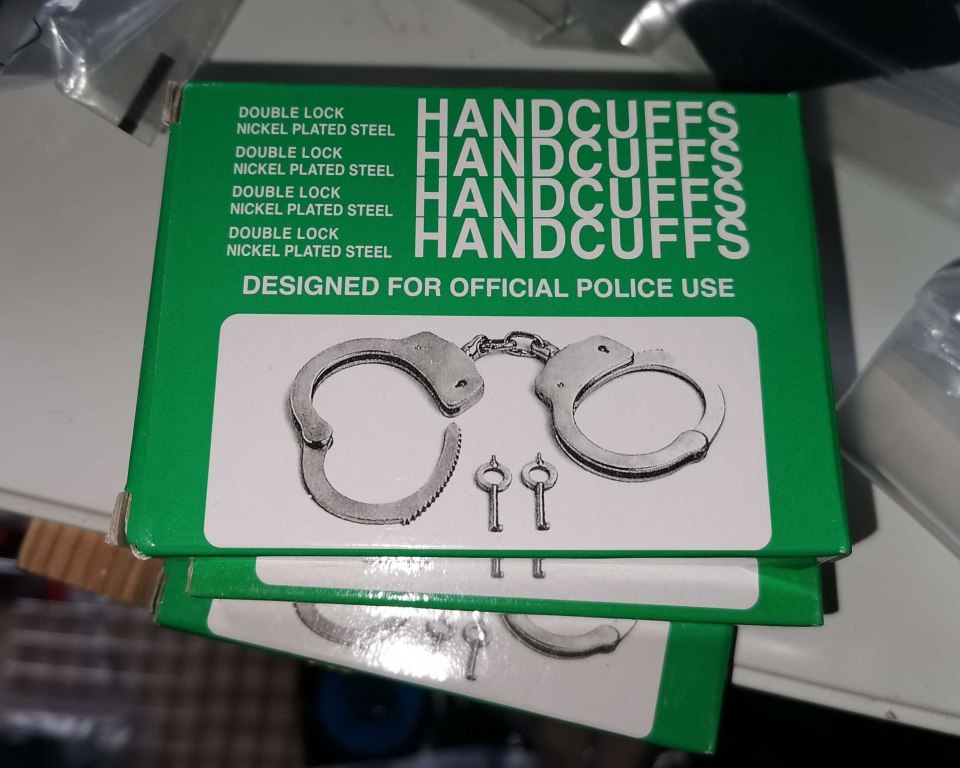 DOUBLE LOCK
NICKEL PLATED STEEL
HANDCUFFS
DOUBLE LOCK
NICKEL PLATED STEEL
HANDCUFFS
DOUBLE LOCK
NICKEL PLATED STEEL
HANDCUFFS
DOUBLE LOCK
NICKEL PLATED STEEL
HANDCUFFS
DESIGNED FOR OFFICIAL POLICE USE